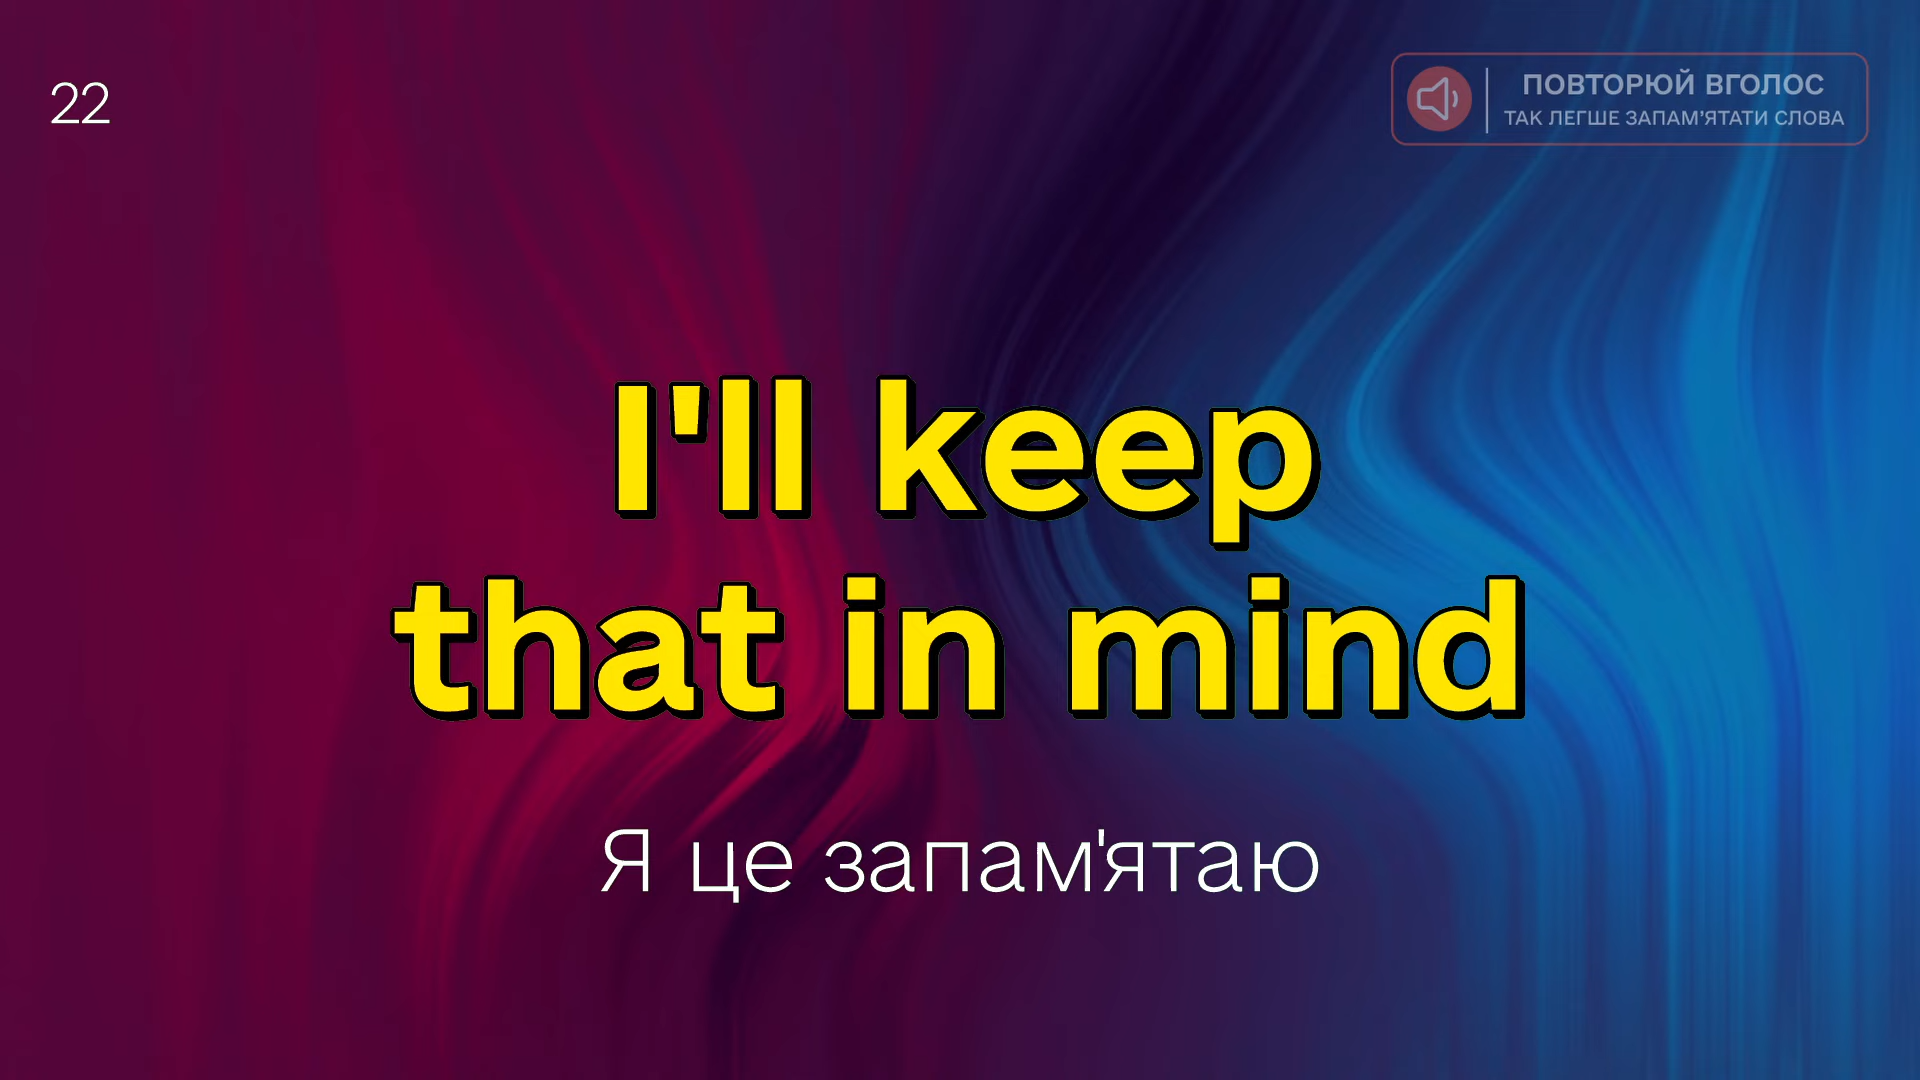 22
ПОВТОРЮЙ ВГОЛОС
ТАК ЛЕГШЕ ЗАПАМ'ЯТАТИ СЛОВА
I'll keep
that in mind
Я це запам'ятаю